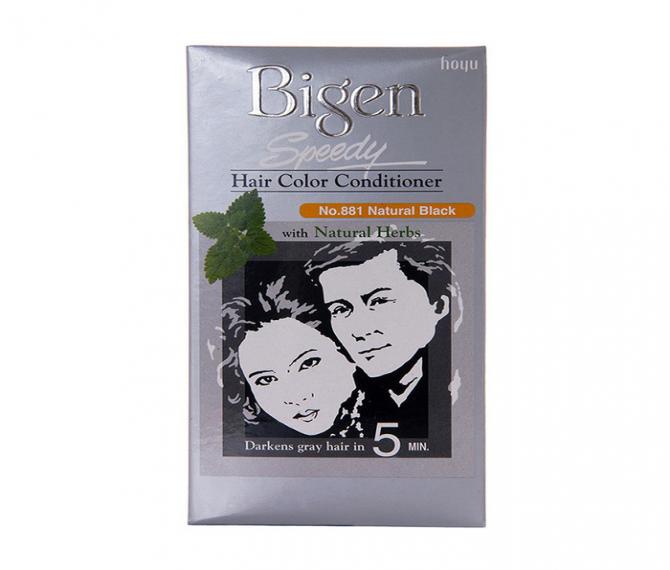 hoyu
Bigen
Speedy
Hair Color Conditioner
No.881 Natural Black
with Natural Herbs
Darkens gray hair in 5 MIN.